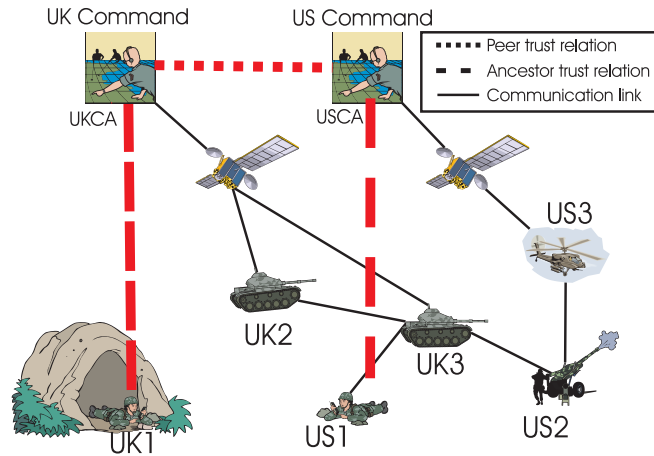 UK Command
US Command
Peer trust relation
Ancestor trust relation
Communication link
UKCA
USCA
US3
UK2
UK3
UK1
US1
US2